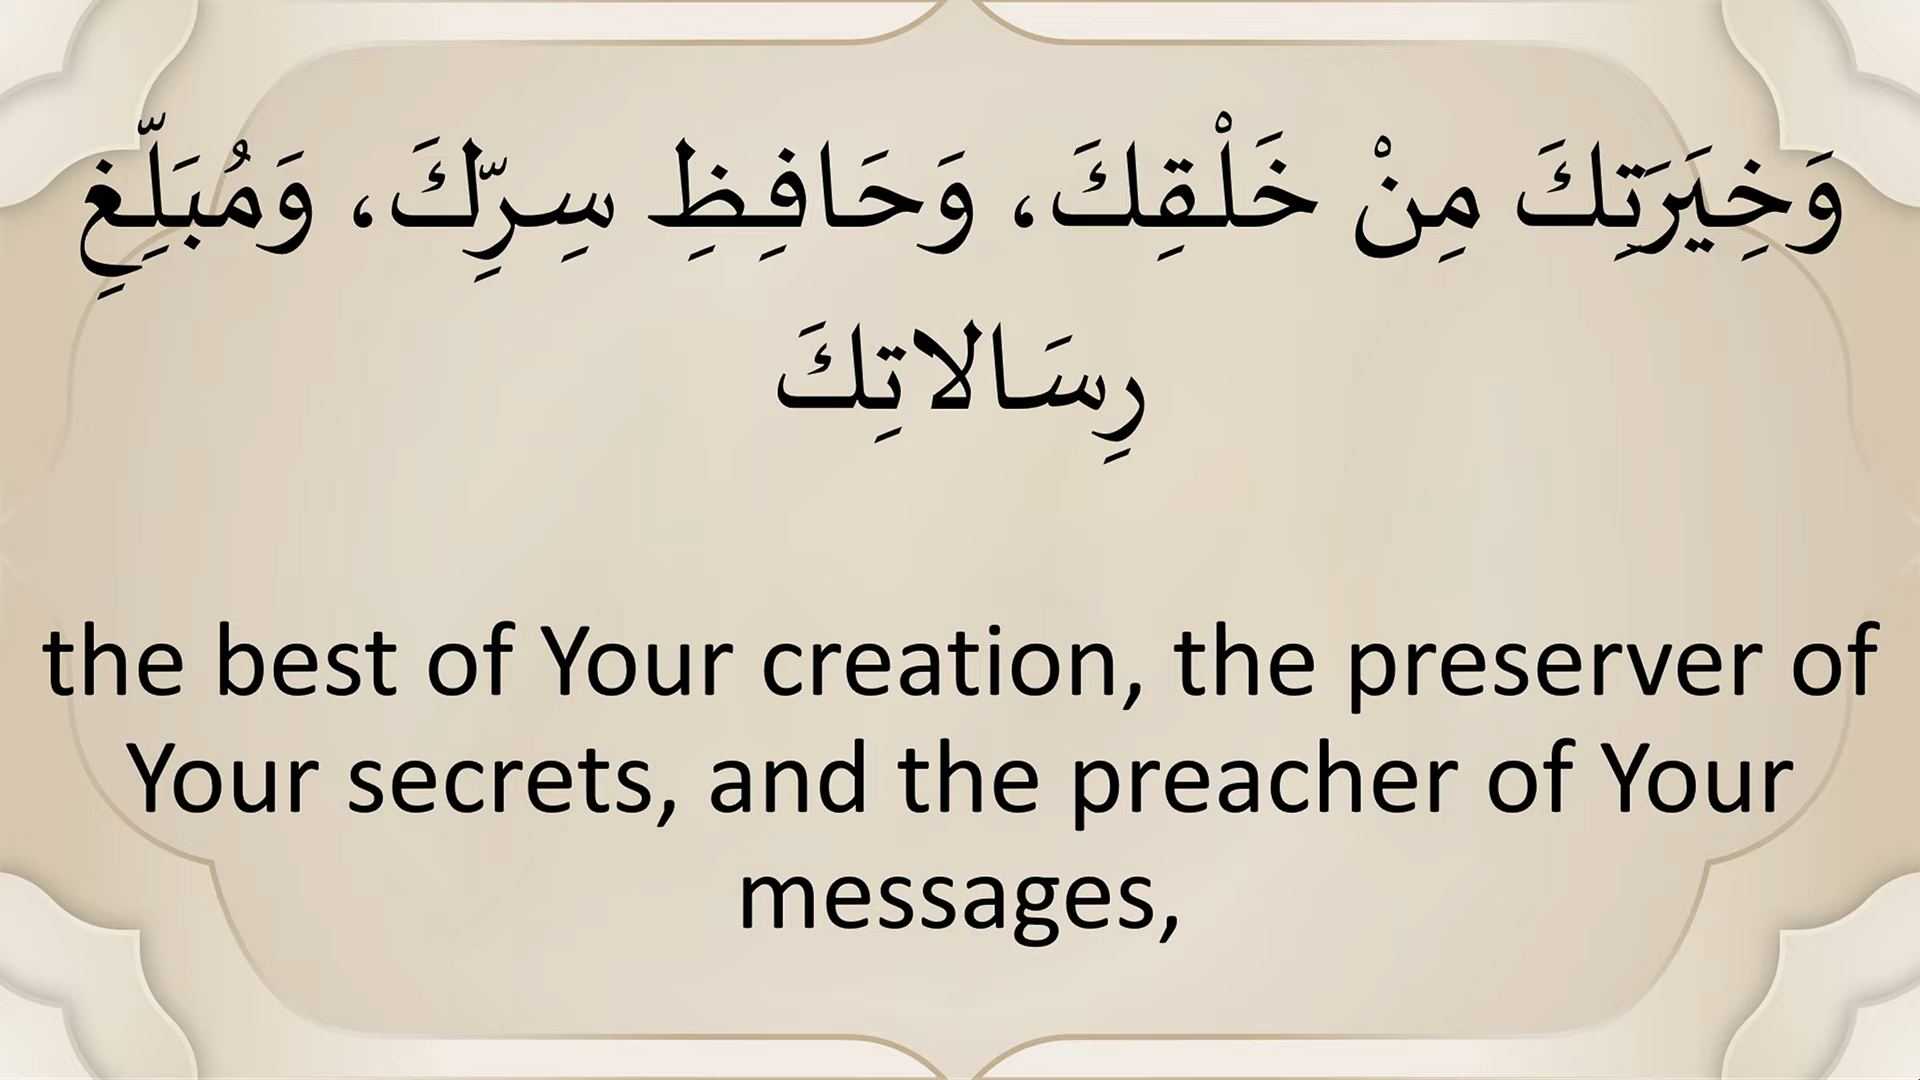 وَخِيَرَتِكَ مِنْ خَلْقِكَ، وَحَافِظِ سِرِّكَ، وَمُبَلِّغِ
رِسَالاتِكَ
the best of Your creation, the preserver of
Your secrets, and the preacher of Your
messages,